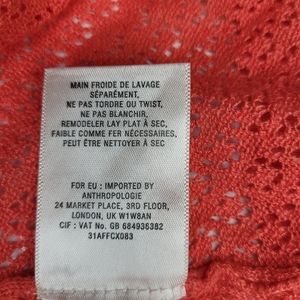 MAIN FROIDE DE LAVAGE
SÉPARÉMENT,
NE PAS TORDRE OU TWIST,
NE PAS BLANCHIR,
REMODELER LAY PLAT À SEC,
FAIBLE COMME FER NÉCESSAIRES,
PEUT ÊTRE NETTOYER À SEC
FOR EU : IMPORTED BY
ANTHROPOLOGIE
24 MARKET PLACE, 3RD FLOOR,
LONDON, UK W1W8AN
CIF : VAT No. GB 684936382
31AFFCX083